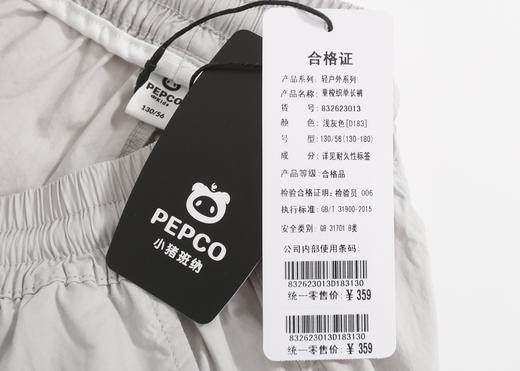 PEPCO
Kids
130/56
PEPCO
小猪班纳
合格证
产品系列: 轻户外系列
产品名称: 童梭织单长裤
货 号: 832623013
颜 色: 浅灰色[D183]
号 型: 130/56(130-180)
成 分: 详见耐久性标签
产品等级: 合格品
检验合格证明: 检验员 006
执行标准: GB/T 31900-2015
安全类别: GB 31701 B类
公司内部使用条码:
832623013D183130
统一零售价: ¥ 359
832623013D183130
统一零售价: ¥ 359